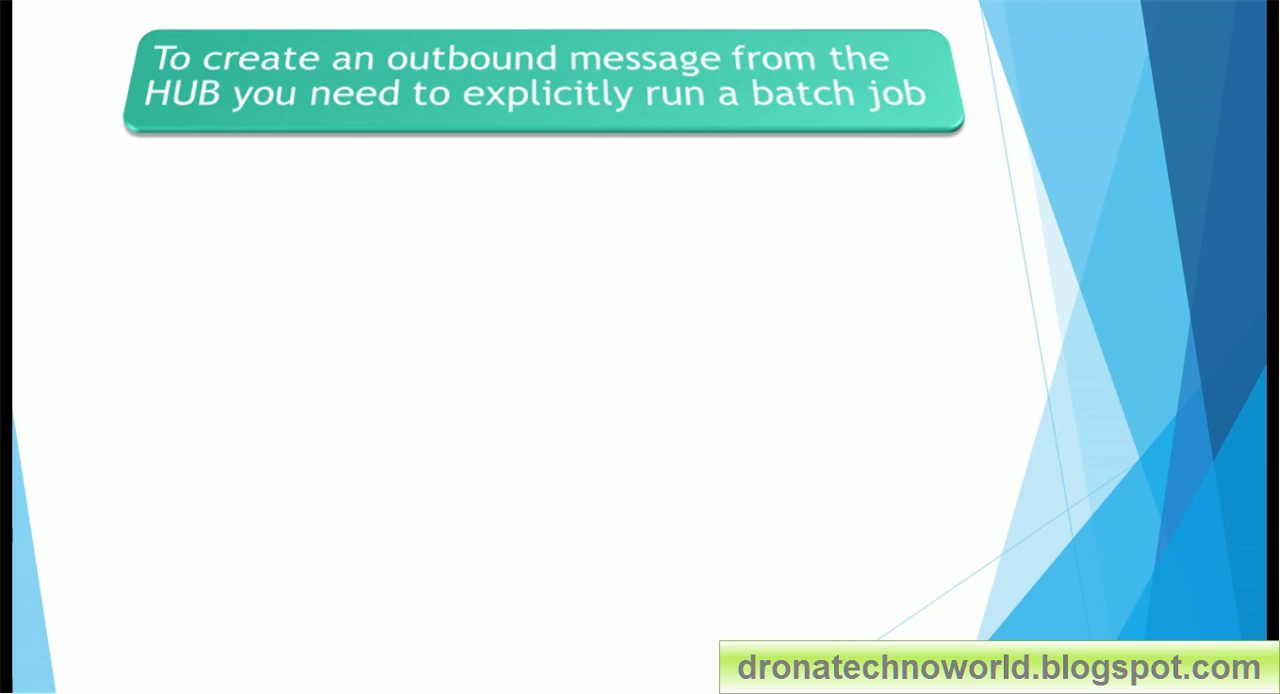 To create an outbound message from the
HUB you need to explicitly run a batch job
dronatechnoworld.blogspot.com